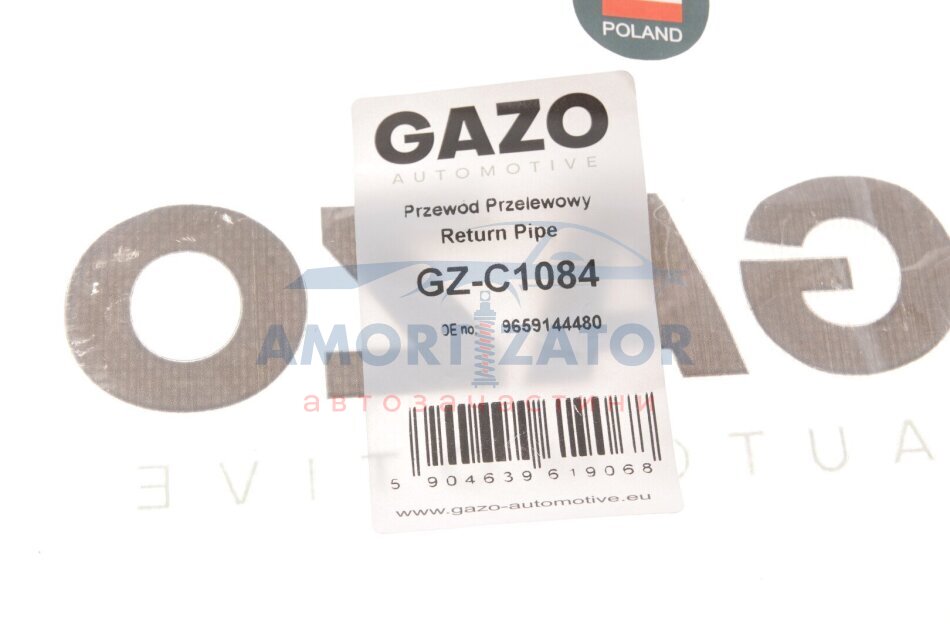 POLAND
GAZO
AUTOMOTIVE
Przewód Przelewowy
Return Pipe
GZ-C1084
OE no. 9659144480
AMORTIZATOR
автозапчастини
5 904639 619068
www.gazo-automotive.eu
GAZO
AUTOMOTIVE